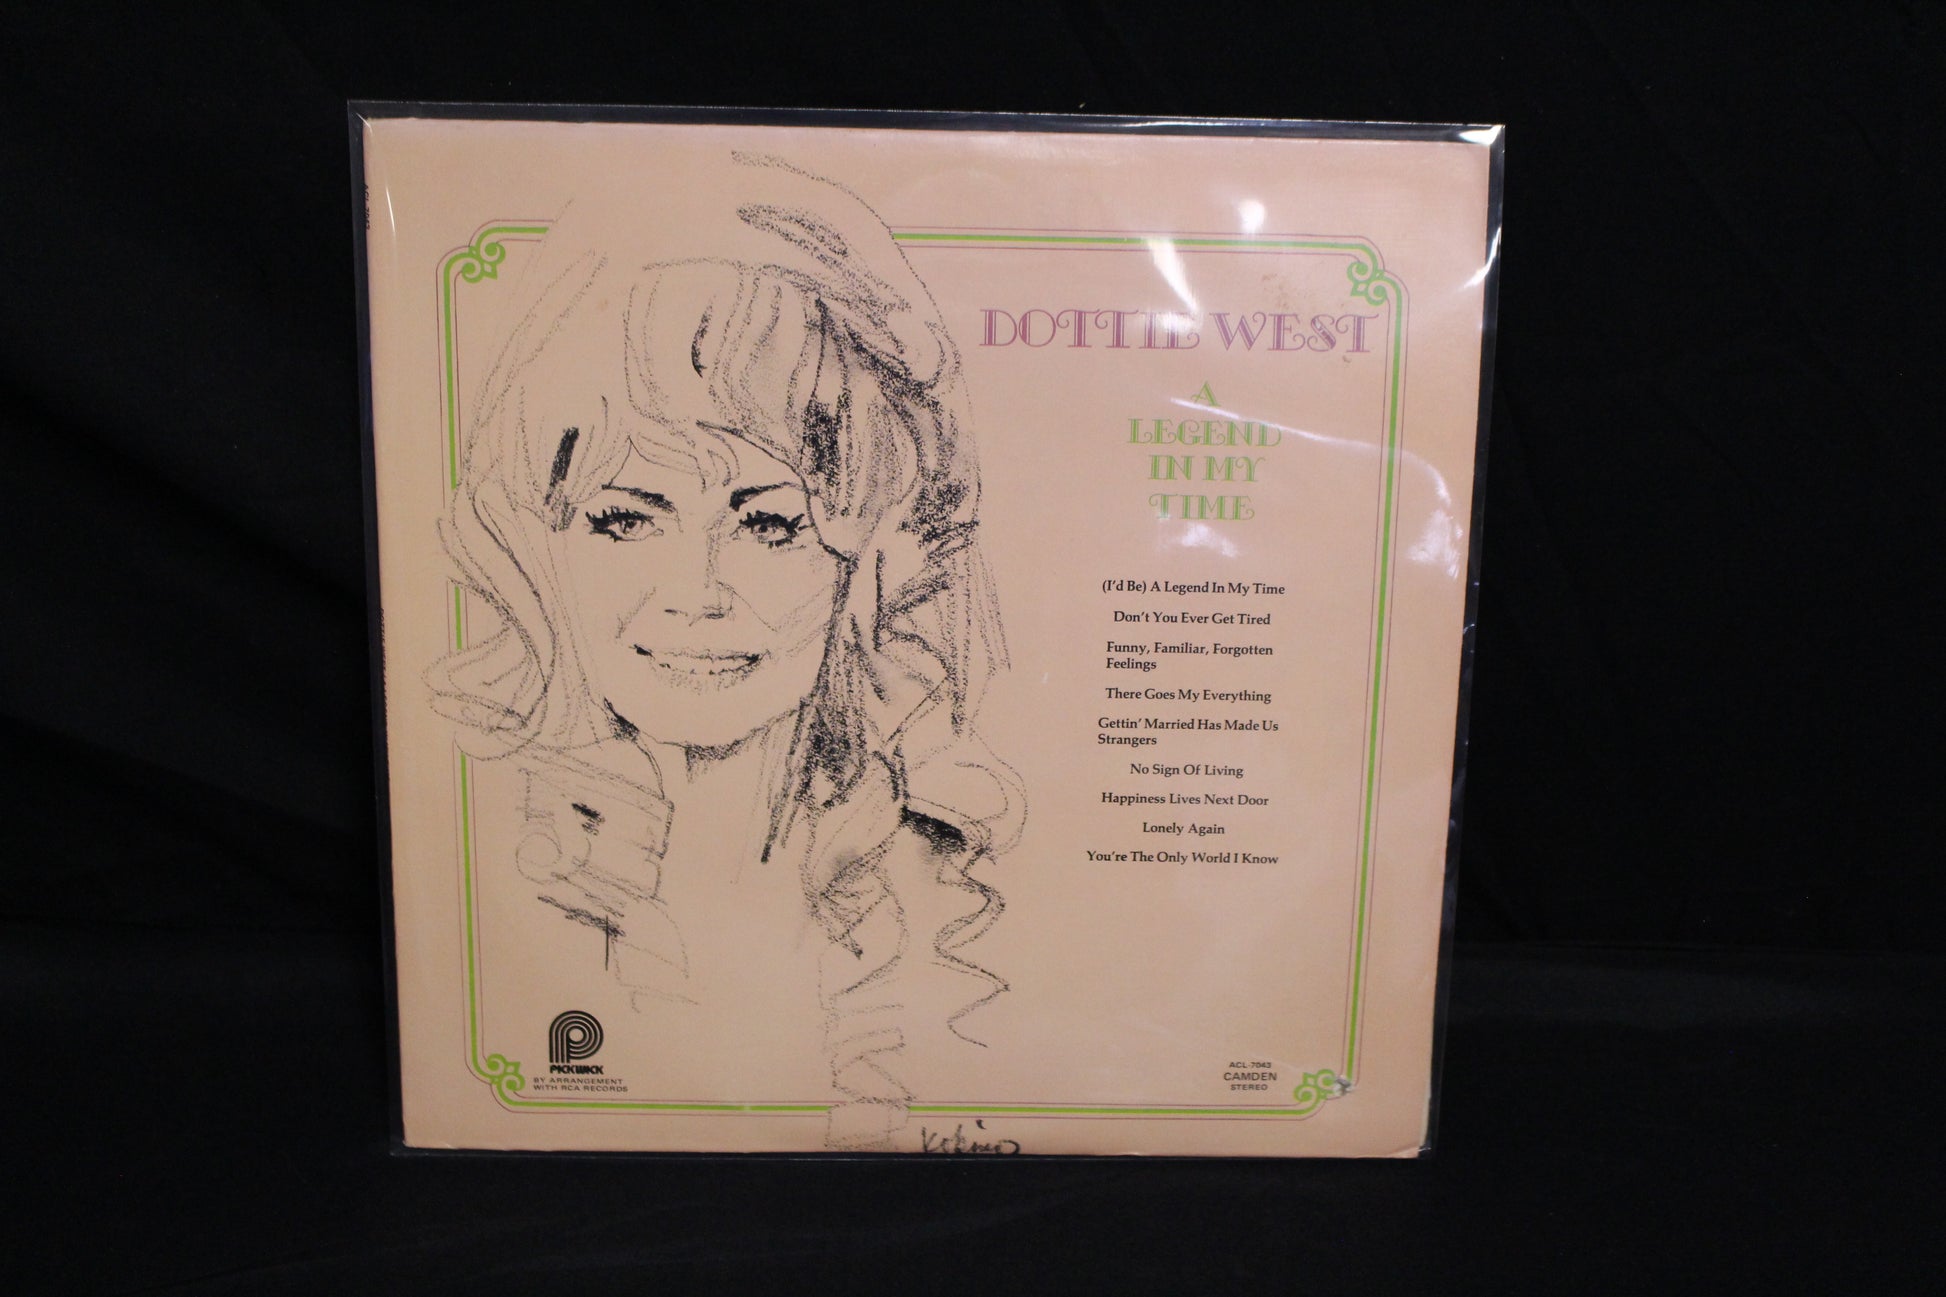 DOTTIE WEST
A
LEGEND
IN MY
TIME
(I'd Be) A Legend In My Time
Don't You Ever Get Tired
Funny, Familiar, Forgotten
Feelings
There Goes My Everything
Gettin' Married Has Made Us
Strangers
No Sign Of Living
Happiness Lives Next Door
Lonely Again
You're The Only World I Know
PICKWICK
BY ARRANGEMENT
WITH RCA RECORDS
ACL-7043
CAMDEN
STEREO